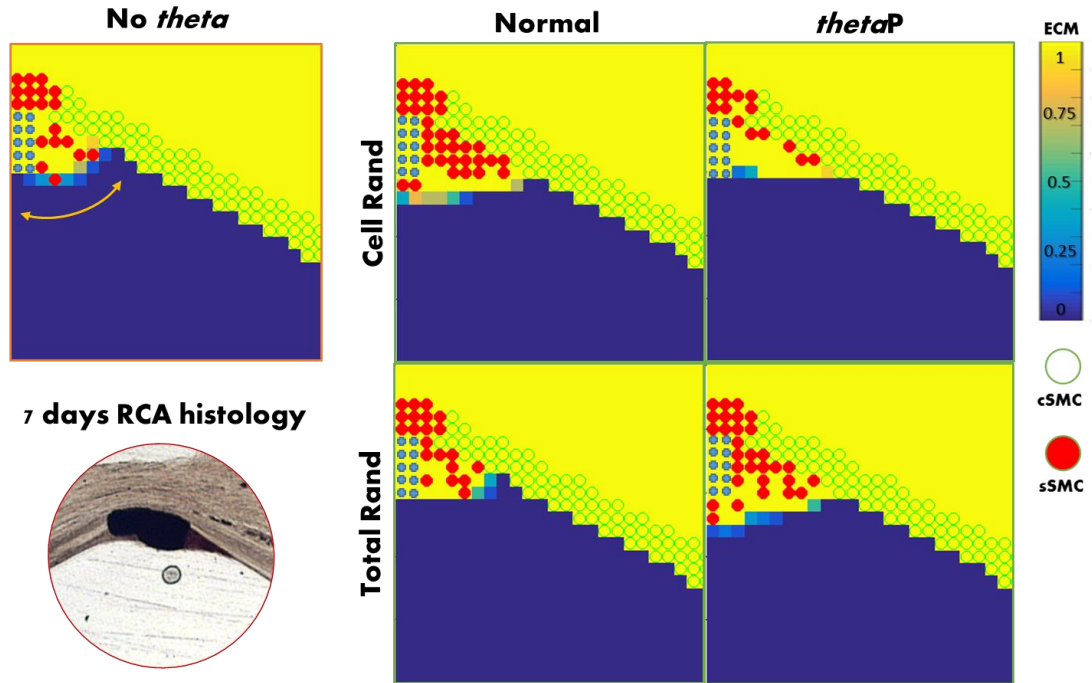 No theta
Normal
thetaP
ECM
1
0.75
0.5
0.25
0
Cell Rand
Total Rand
cSMC
sSMC
7 days RCA histology